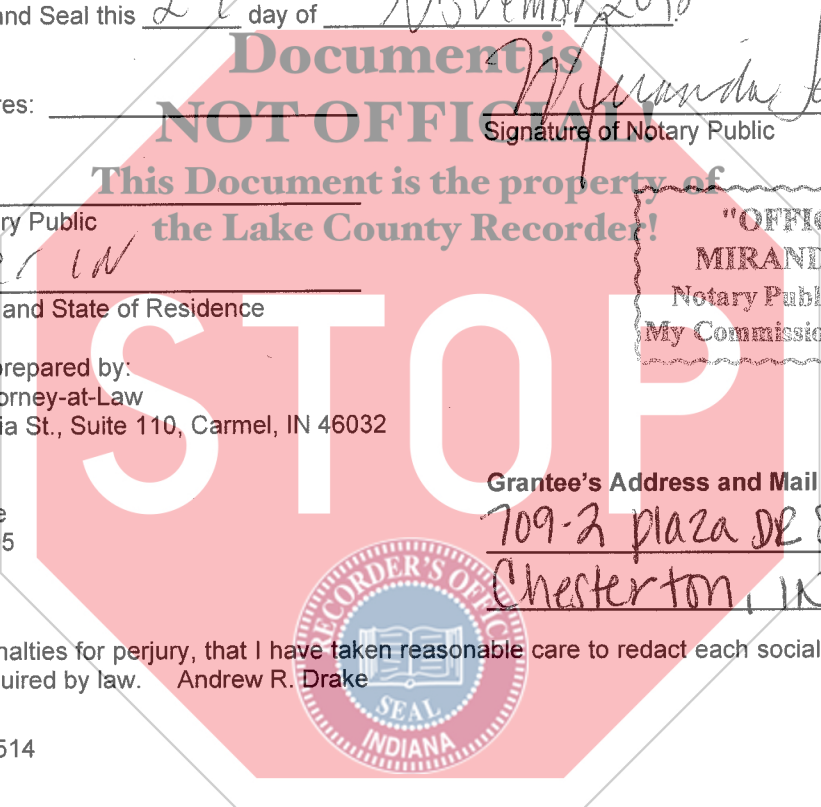 and Seal this day of November
Document is
NOT OFFICIAL!
res:
Signature of Notary Public
This Document is the property of
the Lake County Recorder!
ry Public
"OFFIC
MIRAND
Notary Publ
My Commissio
IN
and State of Residence
STOP
prepared by:
orney-at-Law
ia St., Suite 110, Carmel, IN 46032
Grantee's Address and Mail
709-2 plaza DR
Chesterton, IN
e
5
RECORDER'S OFFIC
SEAL
INDIANA
nalties for perjury, that I have taken reasonable care to redact each social
uired by law. Andrew R. Drake
514